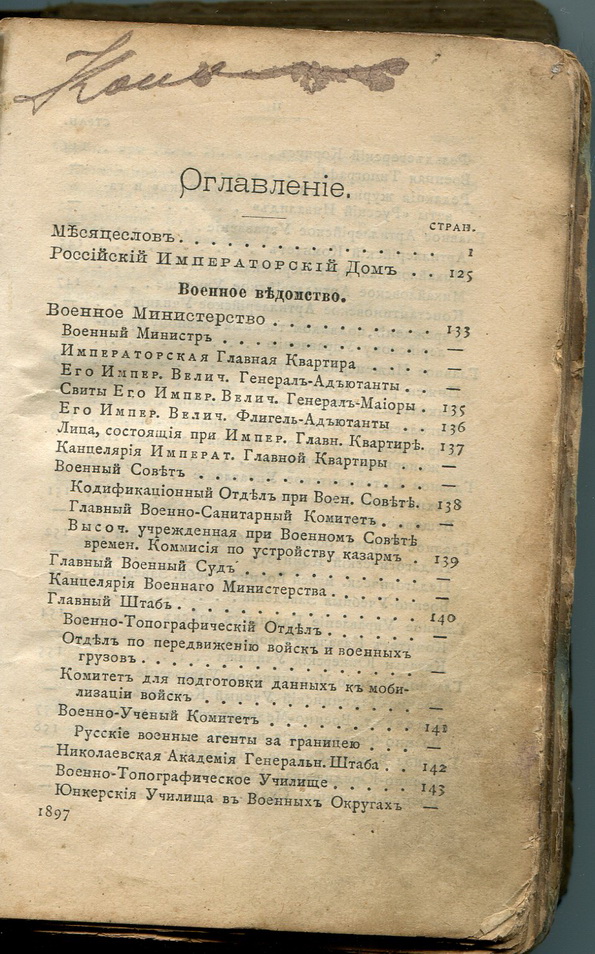 Оглавленіе.
СТРАН.
Мѣсяцесловъ . . . . . . . . . . . . . 1
Россійскій ИМПЕРАТОРСКІЙ Домъ . . 125
Военное вѣдомство.
Военное Министерство . . . . . . . . . 133
Военный Министръ . . . . . . . . . . —
ИМПЕРАТОРСКАЯ Главная Квартира . . . . —
Его ИМПЕР. ВЕЛИЧ. Генералъ-Адъютанты . . —
Свиты Его ИМПЕР. ВЕЛИЧ. Генералъ-Маіоры . 135
Его ИМПЕР. ВЕЛИЧ. Флигель-Адъютанты . . 136
Лица, состоящія при ИМПЕР. Главн. Квартирѣ. 137
Канцелярія ИМПЕРАТ. Главной Квартиры . . —
Военный Совѣтъ . . . . . . . . . . . —
Кодификаціонный Отдѣлъ при Воен. Совѣтѣ. 138
Главный Военно-Санитарный Комитетъ . . . —
Высоч. учрежденная при Военномъ Совѣтѣ
времен. Коммисія по устройству казармъ . 139
Главный Военный Судъ . . . . . . . . . —
Канцелярія Военнаго Министерства . . . . . —
Главный Штабъ . . . . . . . . . . . . 140
Военно-Топографическій Отдѣлъ . . . . . . —
Отдѣлъ по передвиженію войскъ и военныхъ
грузовъ . . . . . . . . . . . . . —
Комитетъ для подготовки данныхъ къ моби-
лизаціи войскъ . . . . . . . . . . —
Военно-Ученый Комитетъ . . . . . . . . 141
Русскіе военные агенты за границею . . . —
Николаевская Академія Генеральн. Штаба . . 142
Военно-Топографическое Училище . . . . . 143
Юнкерскія Училища въ Военныхъ Округахъ —
1897